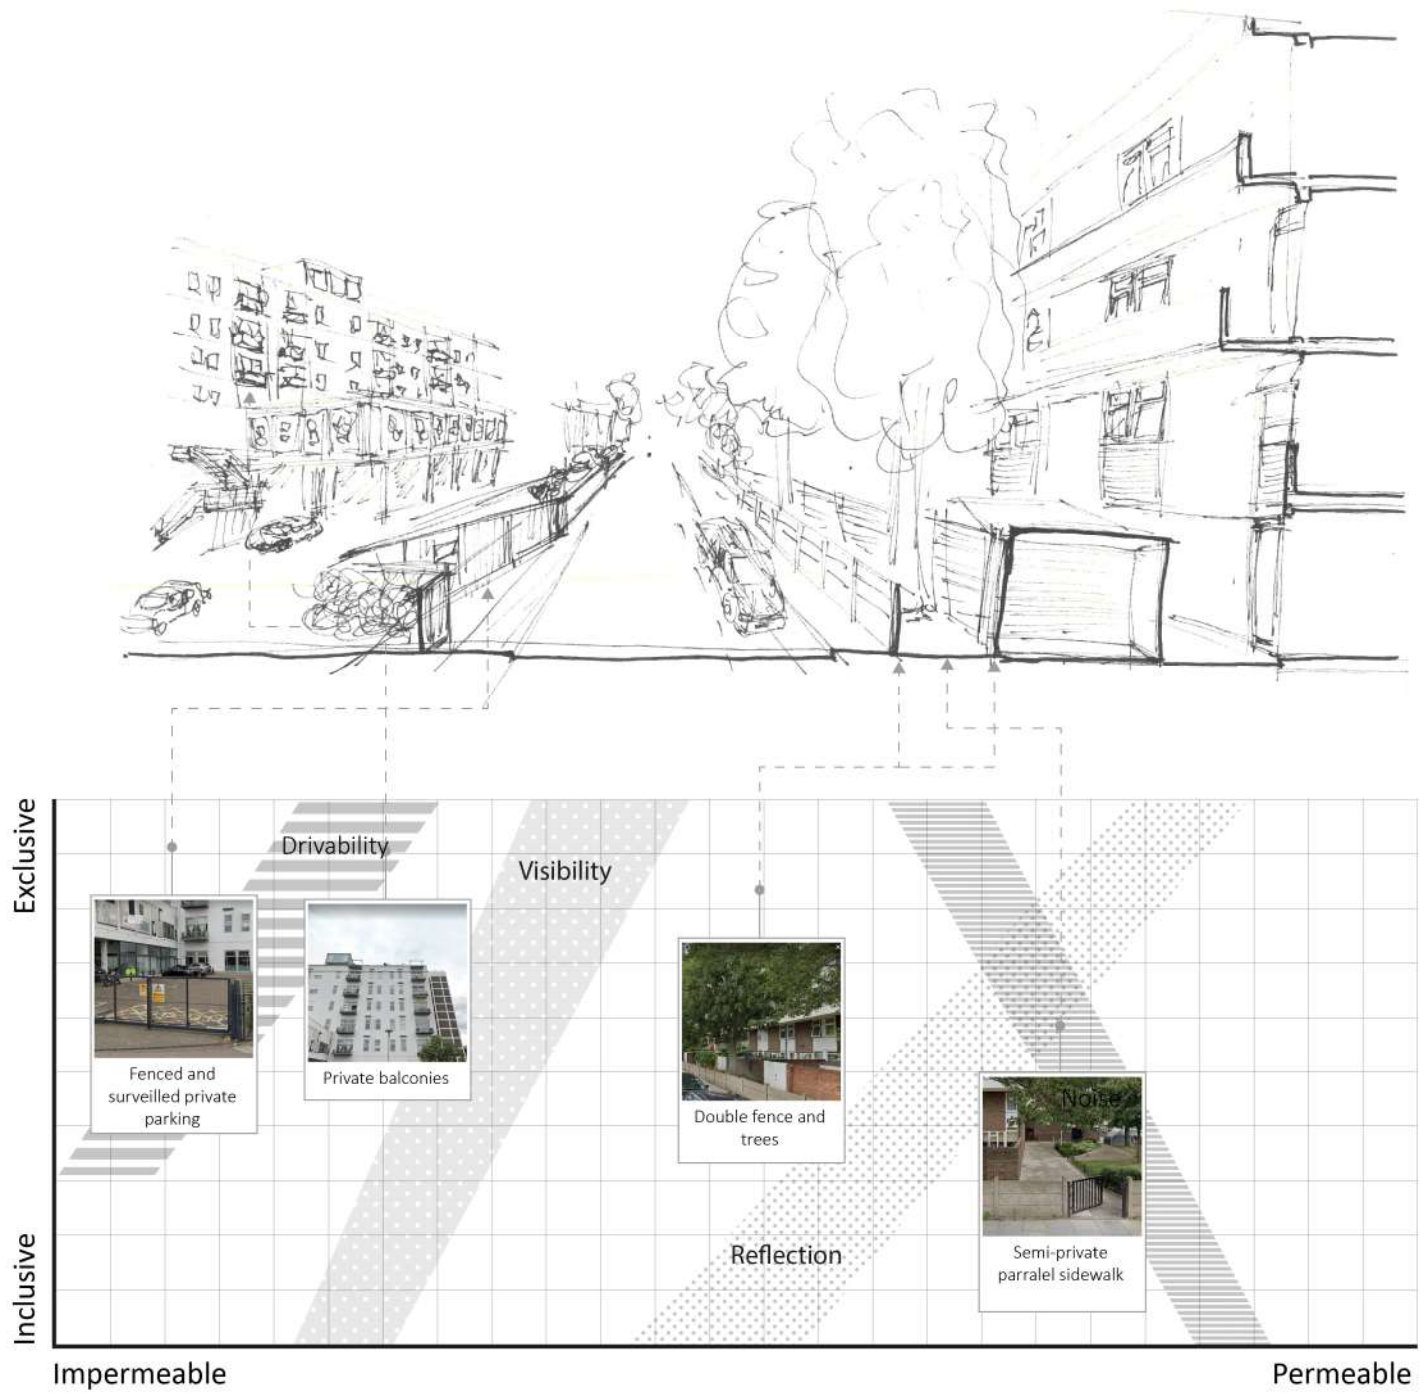 Exclusive
Drivability
Visibility
Fenced and
surveilled private
parking
Private balconies
Double fence and
trees
Noise
Semi-private
parralel sidewalk
Reflection
Inclusive
Impermeable
Permeable